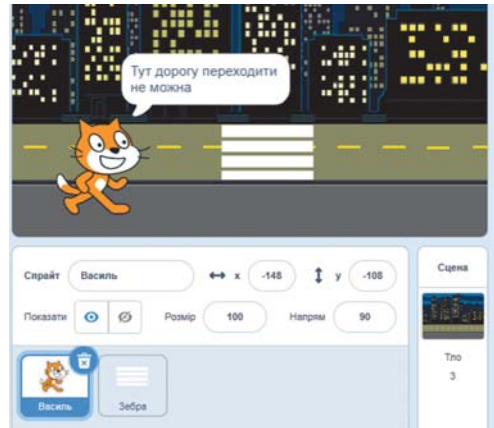 Тут дорогу переходити
не можна
Спрайт Василь x -148 y -108
Показати Розмір 100 Напрям 90
Сцена
Тло
3
Василь Зебра